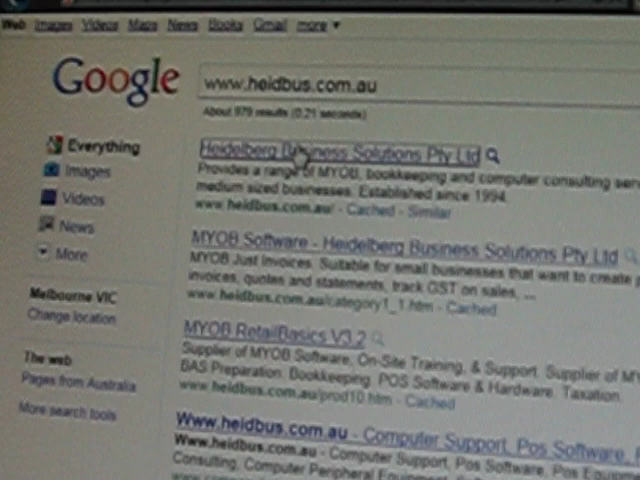 Web Images Videos Maps News Books Gmail more
Google
www.heidbus.com.au
About 979 results (0.21 seconds)
Everything
Images
Videos
News
More
Melbourne VIC
Change location
The web
Pages from Australia
More search tools
Heidelberg Business Solutions Pty Ltd
Provides a range of MYOB, bookkeeping and computer consulting
medium sized businesses. Established since 1994.
www.heidbus.com.au/ - Cached - Similar
MYOB Software - Heidelberg Business Solutions Pty Ltd
MYOB Just Invoices. Suitable for small businesses that want to create
invoices, quotes and statements, track GST on sales, ...
www.heidbus.com.au/category1_1.htm - Cached
MYOB RetailBasics V3.2
Supplier of MYOB Software, On-Site Training, & Support. Supplier of
BAS Preparation. Bookkeeping. POS Software & Hardware. Taxation.
www.heidbus.com.au/prod10.htm - Cached
Www.heidbus.com.au - Computer Support, Pos Software,
Www.heidbus.com.au - Computer Support, Pos Software, Pos
Consulting, Computer Peripheral Equipment,